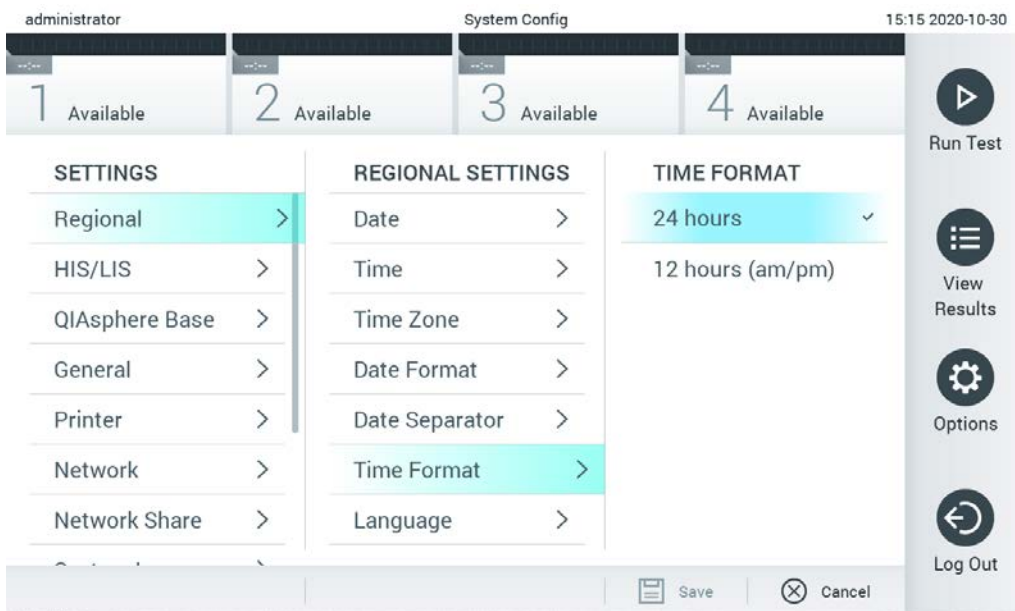 administrator
System Config
15:15 2020-10-30
--:--
1 Available
--:--
2 Available
--:--
3 Available
--:--
4 Available
SETTINGS
Regional
HIS/LIS
QIAsphere Base
General
Printer
Network
Network Share
REGIONAL SETTINGS
Date
Time
Time Zone
Date Format
Date Separator
Time Format
Language
TIME FORMAT
24 hours
12 hours (am/pm)
Run Test
View
Results
Options
Log Out
Save
Cancel